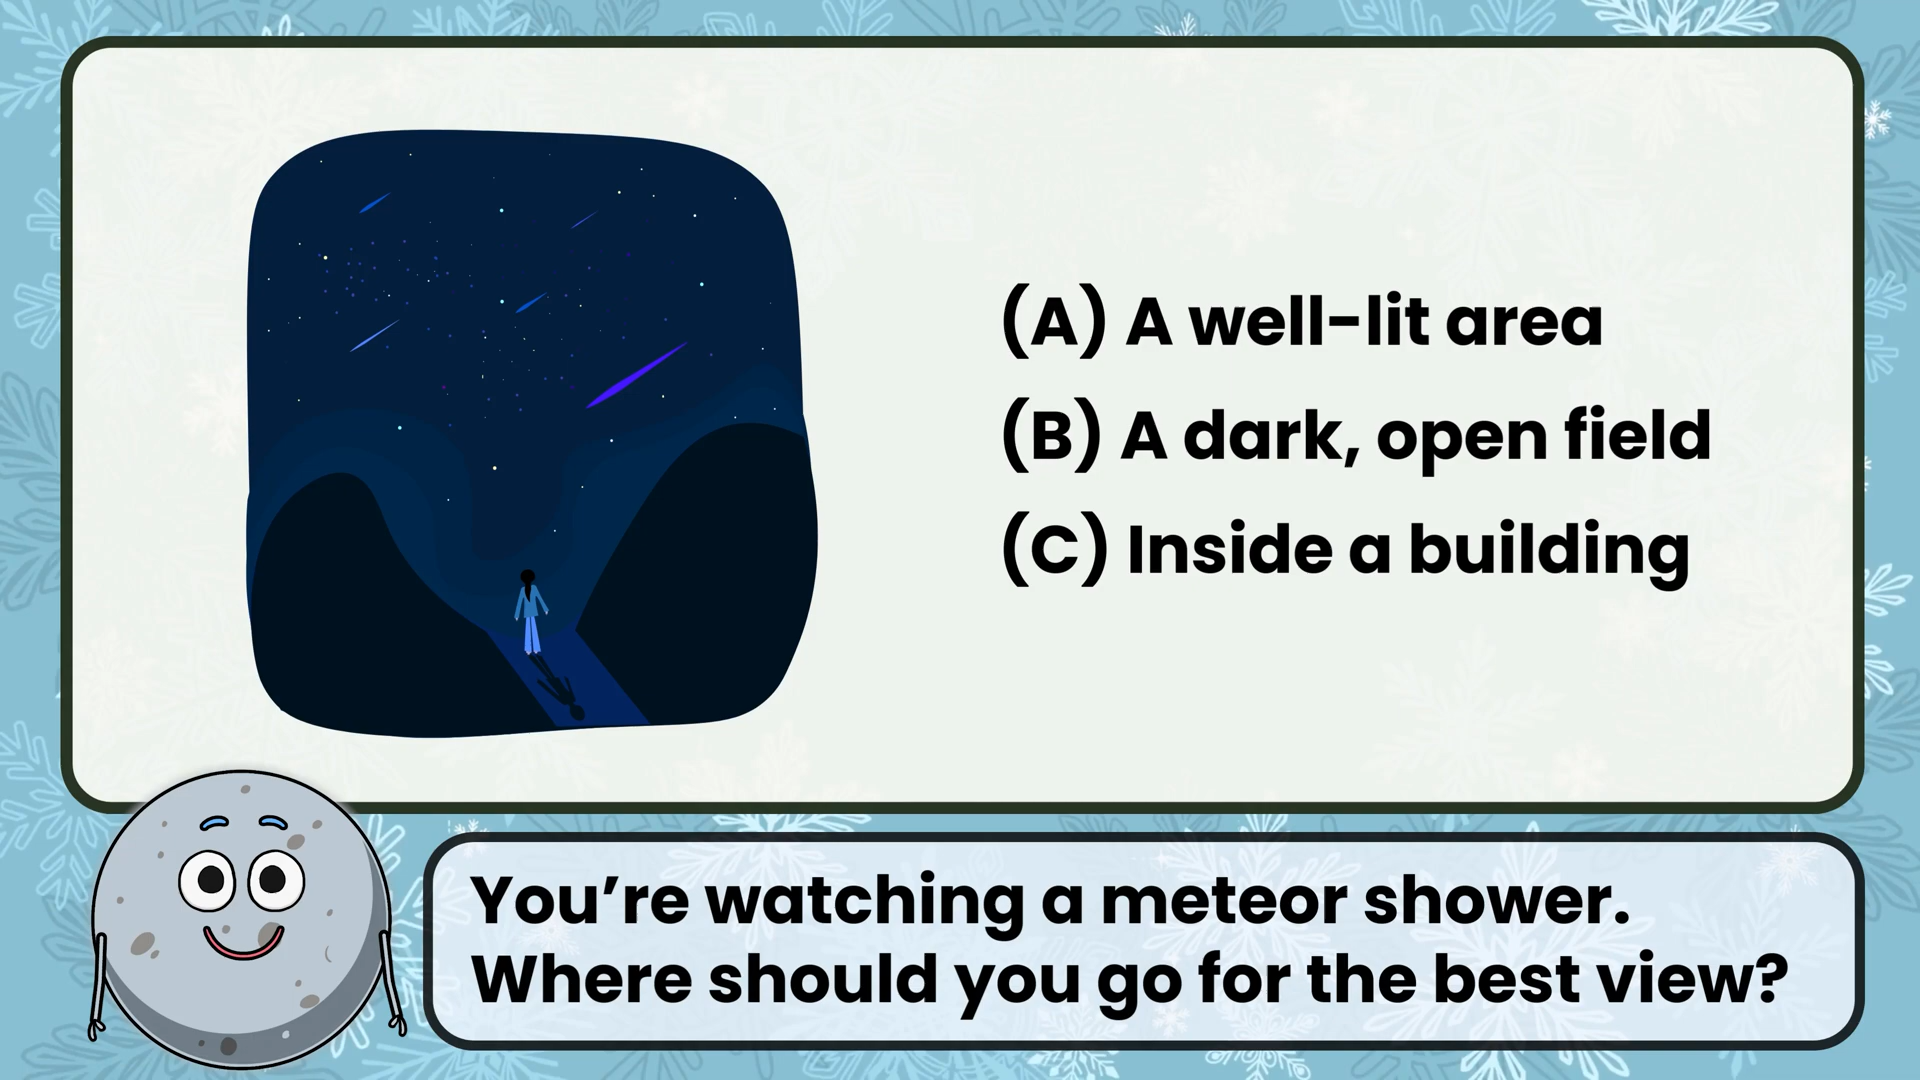 (A) A well-lit area
(B) A dark, open field
(C) Inside a building
You’re watching a meteor shower.
Where should you go for the best view?